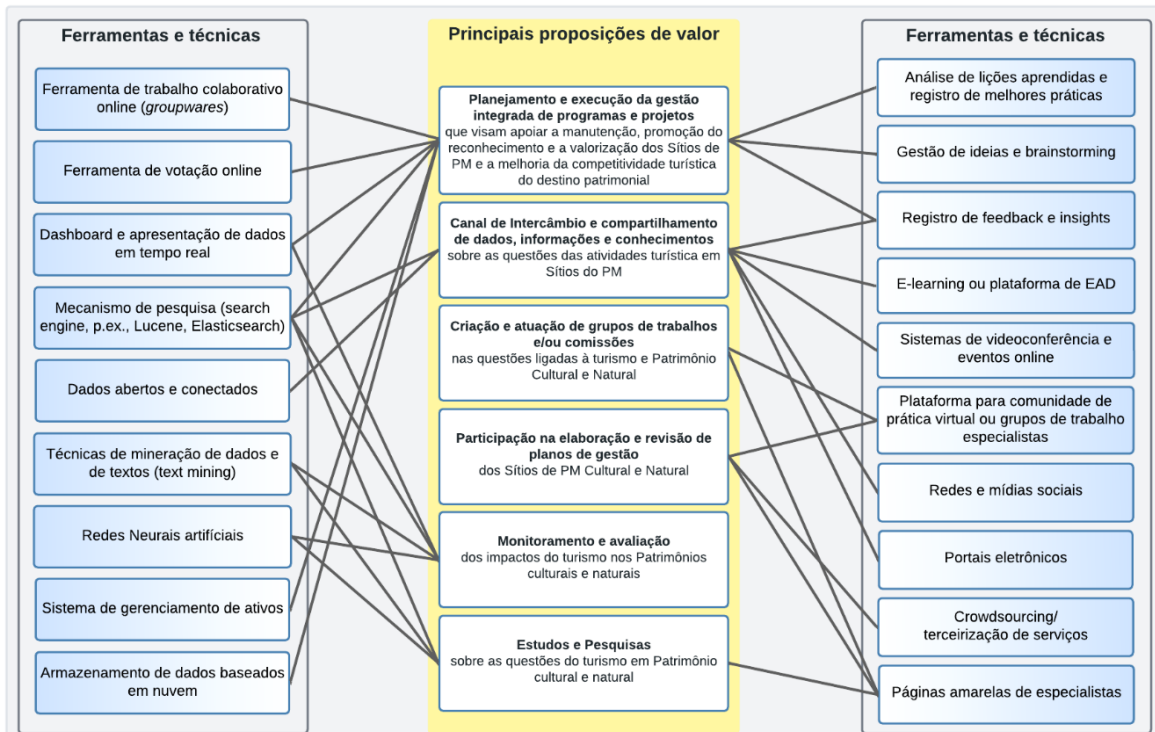 Ferramentas e técnicas
Ferramenta de trabalho colaborativo
online (groupwares)
Ferramenta de votação online
Dashboard e apresentação de dados
em tempo real
Mecanismo de pesquisa (search
engine, p.ex., Lucene, Elasticsearch)
Dados abertos e conectados
Técnicas de mineração de dados e
de textos (text mining)
Redes Neurais artifíciais
Sistema de gerenciamento de ativos
Armazenamento de dados baseados
em nuvem
Principais proposições de valor
Planejamento e execução da gestão
integrada de programas e projetos
que visam apoiar a manutenção, promoção do
reconhecimento e a valorização dos Sítios de
PM e a melhoria da competitividade turística
do destino patrimonial
Canal de Intercâmbio e compartilhamento
de dados, informações e conhecimentos
sobre as questões das atividades turística em
Sítios do PM
Criação e atuação de grupos de trabalhos
e/ou comissões
nas questões ligadas à turismo e Patrimônio
Cultural e Natural
Participação na elaboração e revisão de
planos de gestão
dos Sítios de PM Cultural e Natural
Monitoramento e avaliação
dos impactos do turismo nos Patrimônios
culturais e naturais
Estudos e Pesquisas
sobre as questões do turismo em Patrimônio
cultural e natural
Ferramentas e técnicas
Análise de lições aprendidas e
registro de melhores práticas
Gestão de ideias e brainstorming
Registro de feedback e insights
E-learning ou plataforma de EAD
Sistemas de videoconferência e
eventos online
Plataforma para comunidade de
prática virtual ou grupos de trabalho
especialistas
Redes e mídias sociais
Portais eletrônicos
Crowdsourcing/
terceirização de serviços
Páginas amarelas de especialistas